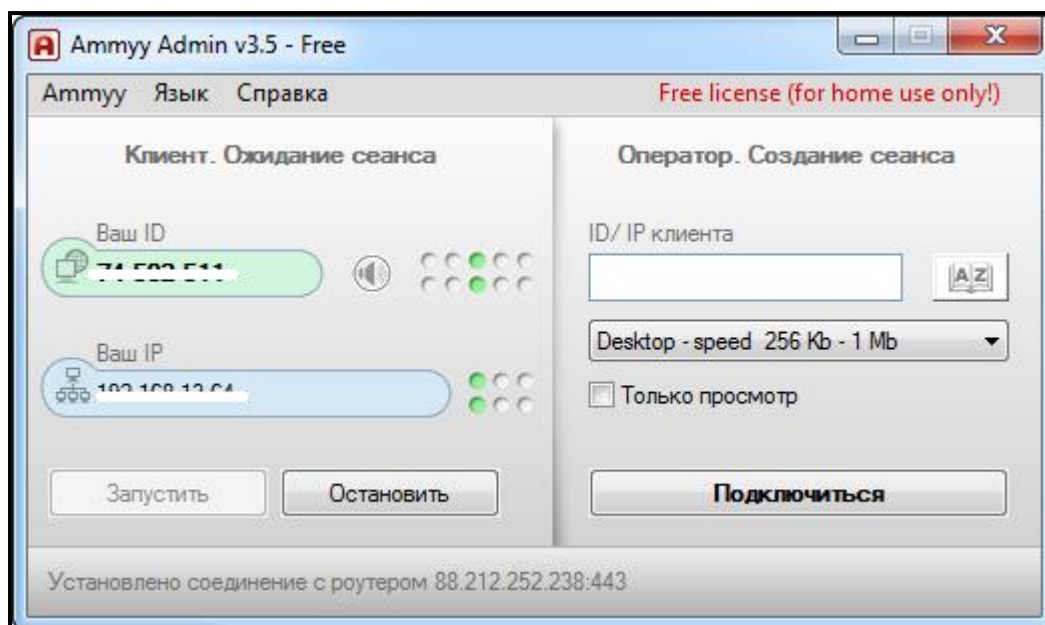 Ammyy Admin v3.5 - Free
Ammyy Язык Справка Free license (for home use only!)
Клиент. Ожидание сеанса
Ваш ID
Ваш IP
Запустить Остановить
Оператор. Создание сеанса
ID/ IP клиента
AZ
Desktop - speed 256 Kb - 1 Mb
Только просмотр
Подключиться
Установлено соединение с роутером 88.212.252.238:443